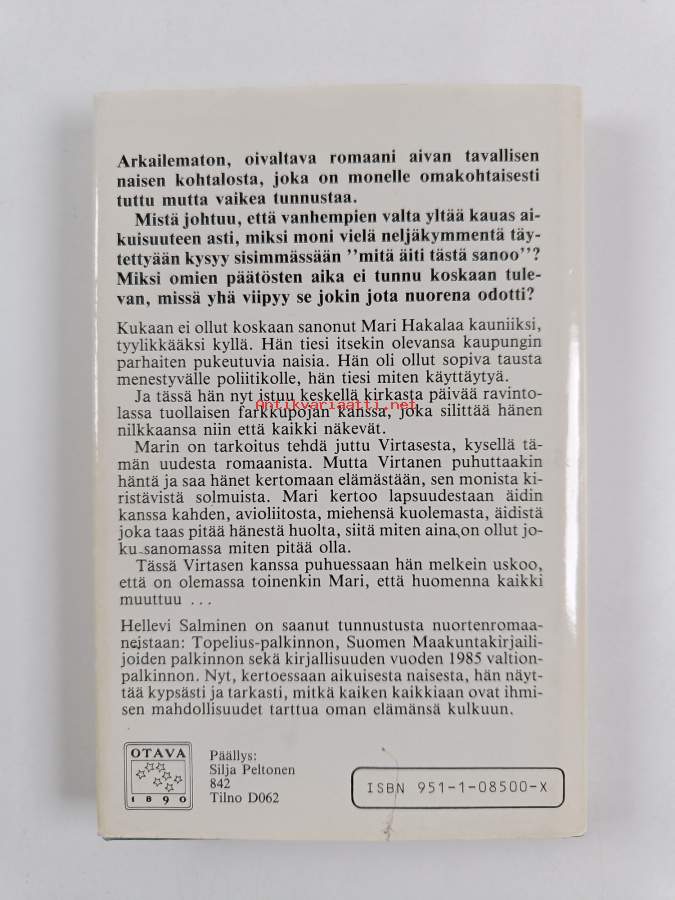 Arkailematon, oivaltava romaani aivan tavallisen
naisen kohtalosta, joka on monelle omakohtaisesti
tuttu mutta vaikea tunnustaa.
Mistä johtuu, että vanhempien valta yltää kauas ai-
kuisuuteen asti, miksi moni vielä neljäkymmentä täy-
tettyään kysyy sisimmässään ”mitä äiti tästä sanoo”?
Miksi omien päätösten aika ei tunnu koskaan tule-
van, missä yhä viipyy se jokin jota nuorena odotti?
Kukaan ei ollut koskaan sanonut Mari Hakalaa kauniiksi,
tyylikkääksi kyllä. Hän tiesi itsekin olevansa kaupungin
parhaiten pukeutuvia naisia. Hän oli ollut sopiva tausta
menestyvälle poliitikolle, hän tiesi miten käyttäytyä.
Ja tässä hän nyt istuu keskellä kirkasta päivää ravinto-
Antikvariaatti.net
lassa tuollaisen farkkupojan kanssa, joka silittää hänen
nilkkaansa niin että kaikki näkevät.
Marin on tarkoitus tehdä juttu Virtasesta, kysellä tä-
män uudesta romaanista. Mutta Virtanen puhuttaakin
häntä ja saa hänet kertomaan elämästään, sen monista ki-
ristävistä solmuista. Mari kertoo lapsuudestaan äidin
kanssa kahden, avioliitosta, miehensä kuolemasta, äidistä
joka taas pitää hänestä huolta, siitä miten aina on ollut jo-
ku sanomassa miten pitää olla.
Tässä Virtasen kanssa puhuessaan hän melkein uskoo,
että on olemassa toinenkin Mari, että huomenna kaikki
muuttuu ...
Hellevi Salminen on saanut tunnustusta nuortenromaa-
neistaan: Topelius-palkinnon, Suomen Maakuntakirjaili-
joiden palkinnon sekä kirjallisuuden vuoden 1985 valtion-
palkinnon. Nyt, kertoessaan aikuisesta naisesta, hän näyt-
tää kypsästi ja tarkasti, mitkä kaiken kaikkiaan ovat ihmi-
sen mahdollisuudet tarttua oman elämänsä kulkuun.
OTAVA
1890
Päällys:
Silja Peltonen
842
Tilno D062
ISBN 951-1-08500-X